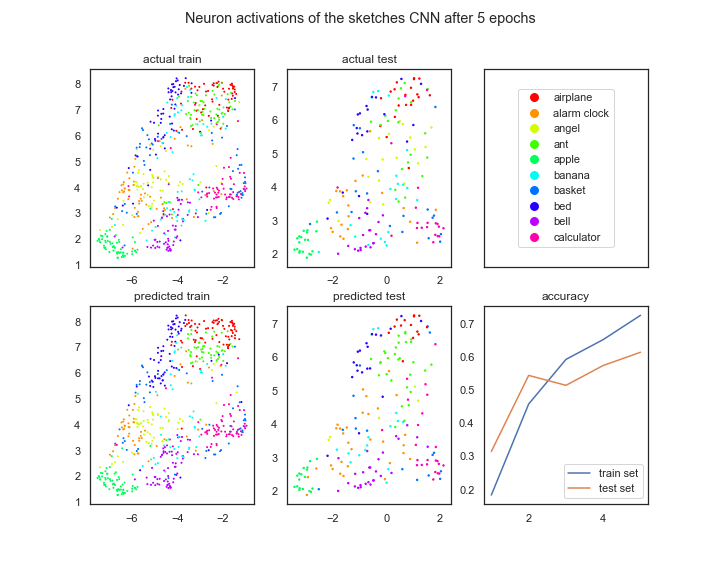 Neuron activations of the sketches CNN after 5 epochs
actual train
8
7
6
5
4
3
2
1
−6
−4
−2
actual test
7
6
5
4
3
2
−2
0
2
airplane
alarm clock
angel
ant
apple
banana
basket
bed
bell
calculator
predicted train
8
7
6
5
4
3
2
1
−6
−4
−2
predicted test
7
6
5
4
3
2
−2
0
2
accuracy
0.7
0.6
0.5
0.4
0.3
0.2
train set
test set
2
4